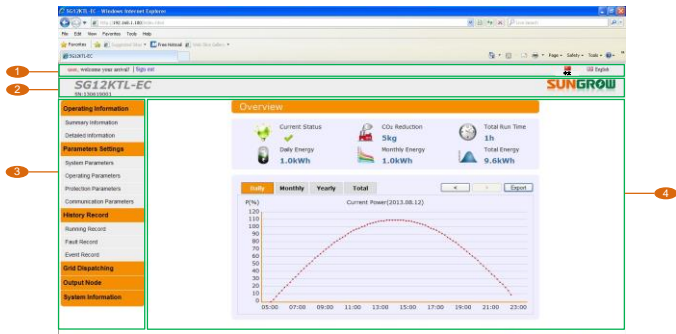 SG12KTL-EC - Windows Internet Explorer
File Edit View Favorites Tools Help
Favorites
SG12KTL-EC
Page Safety Tools
1
user, welcome your arrival! | Sign out
English
2
SG12KTL-EC
SUNGROW
3
4
Operating Information
Summary Information
Detailed Information
Parameters Settings
System Parameters
Operating Parameters
Protection Parameters
Communication Parameters
History Record
Running Record
Fault Record
Event Record
Grid Dispatching
Output Node
System Information
Overview
Current Status
CO₂ Reduction
5kg
Total Run Time
1h
Daily Energy
1.0kWh
Monthly Energy
1.0kWh
Total Energy
9.6kWh
Daily Monthly Yearly Total
< > Export
P(%)
Current Power(2013.08.12)
120
110
100
90
80
70
60
50
40
30
20
10
0
05:00 07:00 09:00 11:00 13:00 15:00 17:00 19:00 21:00 23:00